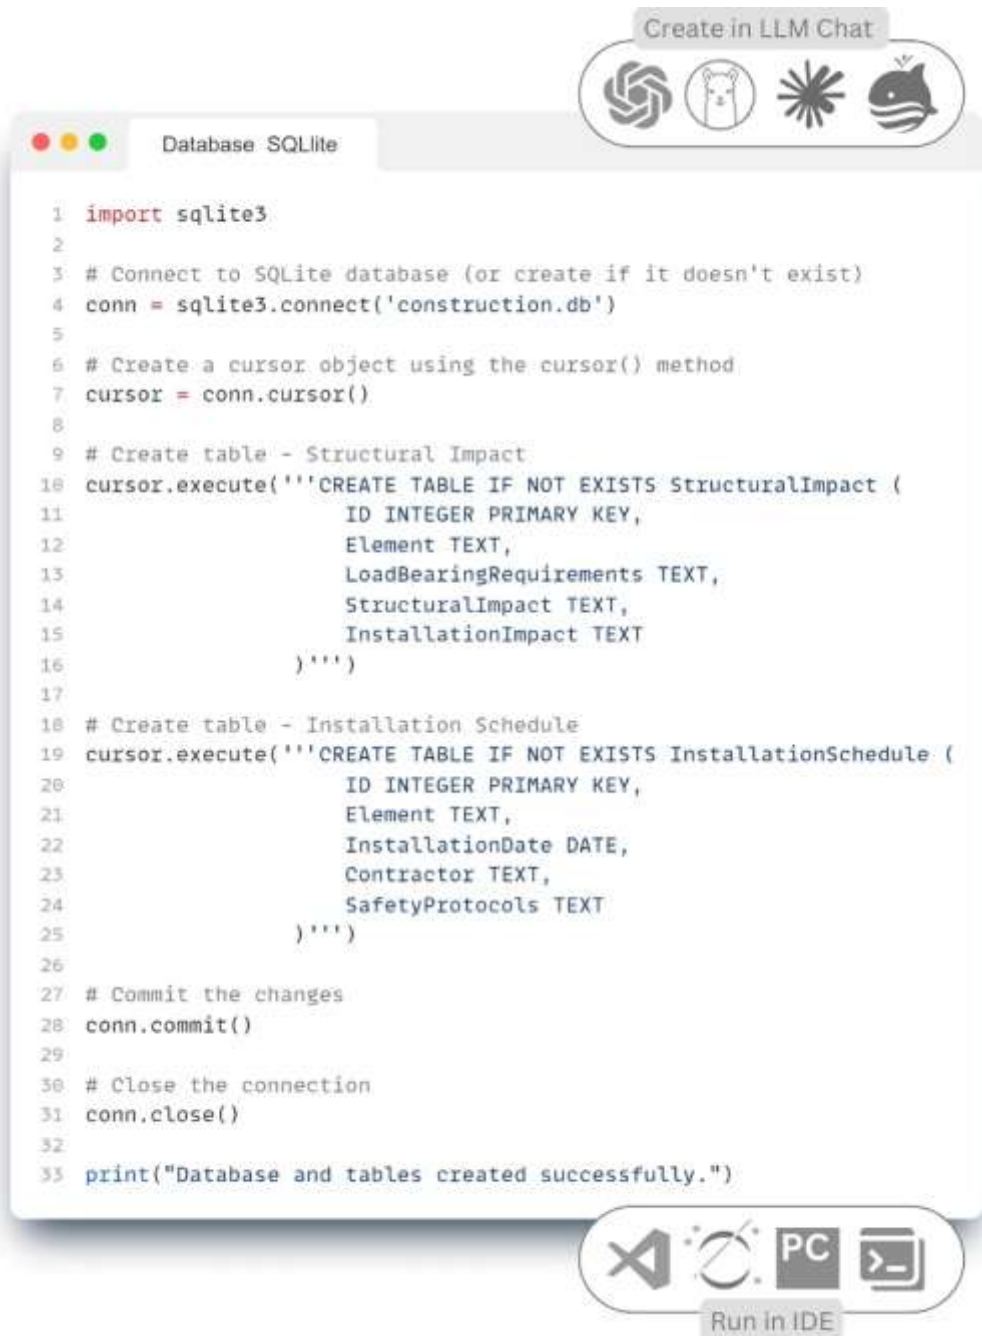 Create in LLM Chat
Database SQLlite
1 import sqlite3
2
3 # Connect to SQLite database (or create if it doesn't exist)
4 conn = sqlite3.connect('construction.db')
5
6 # Create a cursor object using the cursor() method
7 cursor = conn.cursor()
8
9 # Create table - Structural Impact
10 cursor.execute('''CREATE TABLE IF NOT EXISTS StructuralImpact (
11 ID INTEGER PRIMARY KEY,
12 Element TEXT,
13 LoadBearingRequirements TEXT,
14 StructuralImpact TEXT,
15 InstallationImpact TEXT
16 )''')
17
18 # Create table - Installation Schedule
19 cursor.execute('''CREATE TABLE IF NOT EXISTS InstallationSchedule (
20 ID INTEGER PRIMARY KEY,
21 Element TEXT,
22 InstallationDate DATE,
23 Contractor TEXT,
24 SafetyProtocols TEXT
25 )''')
26
27 # Commit the changes
28 conn.commit()
29
30 # Close the connection
31 conn.close()
32
33 print("Database and tables created successfully.")
PC
Run in IDE